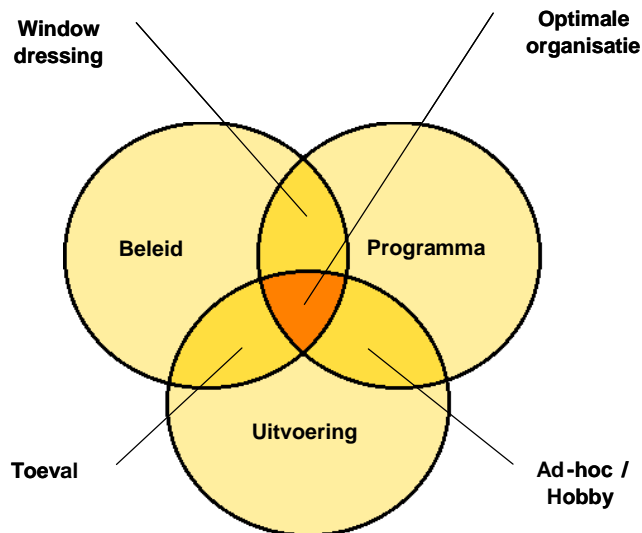 Window
dressing
Optimale
organisatie
Beleid
Programma
Uitvoering
Toeval
Ad-hoc /
Hobby